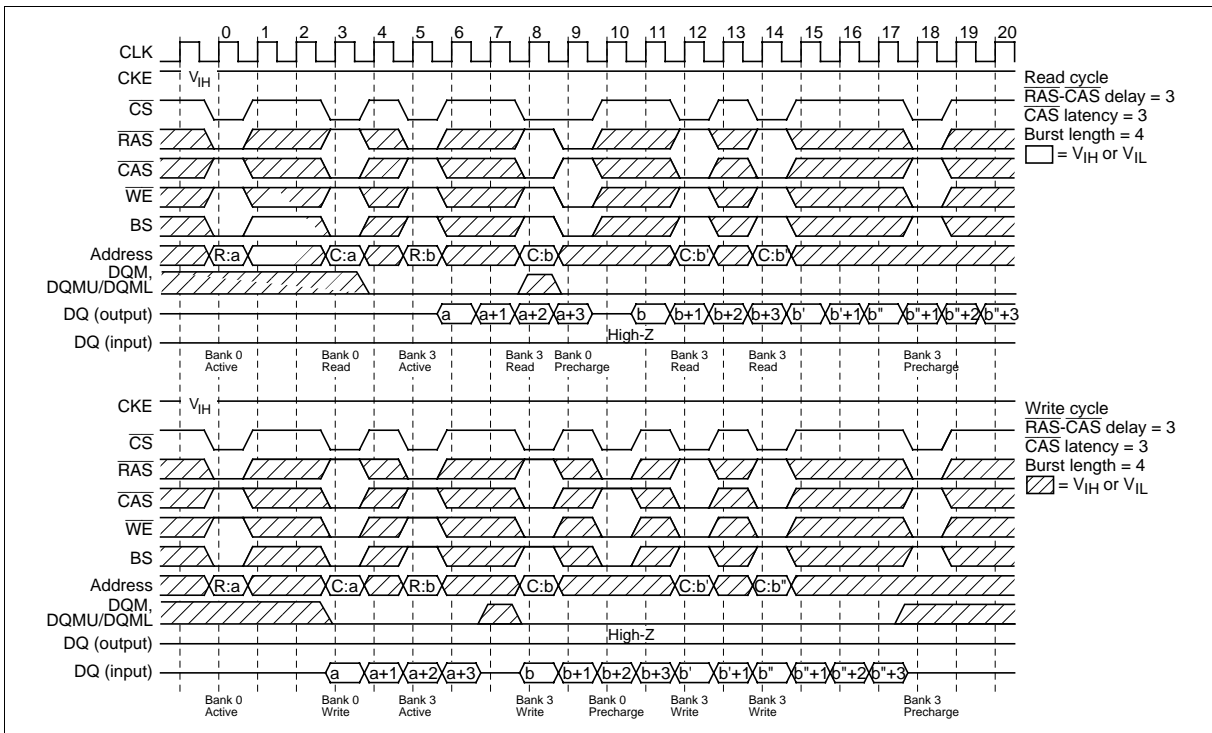 0 1 2 3 4 5 6 7 8 9 10 11 12 13 14 15 16 17 18 19 20
CLK
CKE VIH
CS
RAS
CAS
WE
BS
Address R:a C:a R:b C:b C:b' C:b"
DQM,
DQMU/DQML
DQ (output) a a+1 a+2 a+3 b b+1 b+2 b+3 b' b'+1 b" b"+1 b"+2 b"+3
High-Z
DQ (input)
Bank 0 Bank 0 Bank 3 Bank 3 Bank 0 Bank 3 Bank 3 Bank 3
Active Read Active Read Precharge Read Read Precharge
Read cycle
RAS-CAS delay = 3
CAS latency = 3
Burst length = 4
= VIH or VIL
CKE VIH
CS
RAS
CAS
WE
BS
Address R:a C:a R:b C:b C:b' C:b"
DQM,
DQMU/DQML
High-Z
DQ (output)
DQ (input) a a+1 a+2 a+3 b b+1 b+2 b+3 b' b'+1 b" b"+1 b"+2 b"+3
Bank 0 Bank 0 Bank 3 Bank 3 Bank 0 Bank 3 Bank 3 Bank 3
Active Write Active Write Precharge Write Write Precharge
Write cycle
RAS-CAS delay = 3
CAS latency = 3
Burst length = 4
= VIH or VIL